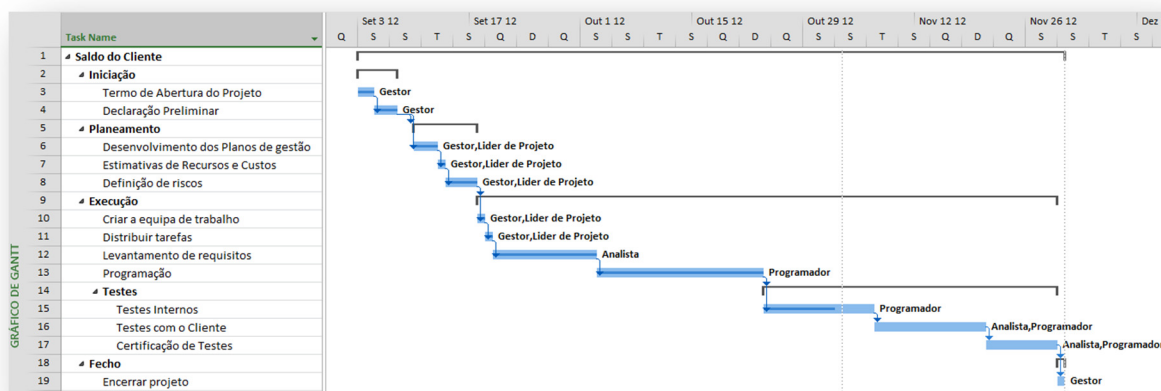 Set 3 12 Set 17 12 Out 1 12 Out 15 12 Out 29 12 Nov 12 12 Nov 26 12 Dez
Task Name Q S S T S Q D Q S S T Q D Q S S T Q D Q S S T S
1 Saldo do Cliente
2 Iniciação
3 Termo de Abertura do Projeto Gestor
4 Declaração Preliminar Gestor
5 Planeamento
6 Desenvolvimento dos Planos de gestão Gestor,Lider de Projeto
7 Estimativas de Recursos e Custos Gestor,Lider de Projeto
8 Definição de riscos Gestor,Lider de Projeto
9 Execução
10 Criar a equipa de trabalho Gestor,Lider de Projeto
11 Distribuir tarefas Gestor,Lider de Projeto
12 Levantamento de requisitos Analista
13 Programação Programador
14 Testes
15 Testes Internos Programador
16 Testes com o Cliente Analista,Programador
17 Certificação de Testes Analista,Programador
18 Fecho
19 Encerrar projeto Gestor
GRÁFICO DE GANTT